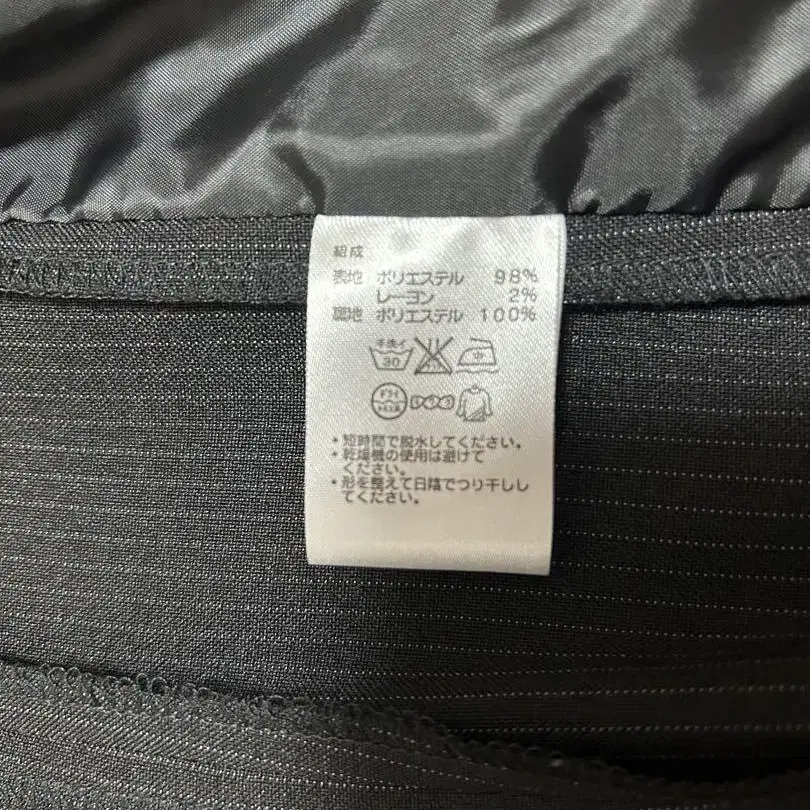 組成
表地 ポリエステル 98%
レーヨン 2%
裏地 ポリエステル 100%
手洗イ
30
中
ドライ
・短時間で脱水してください。
・乾燥機の使用は避けて
ください。
・形を整えて日陰でつり干しし
てください。